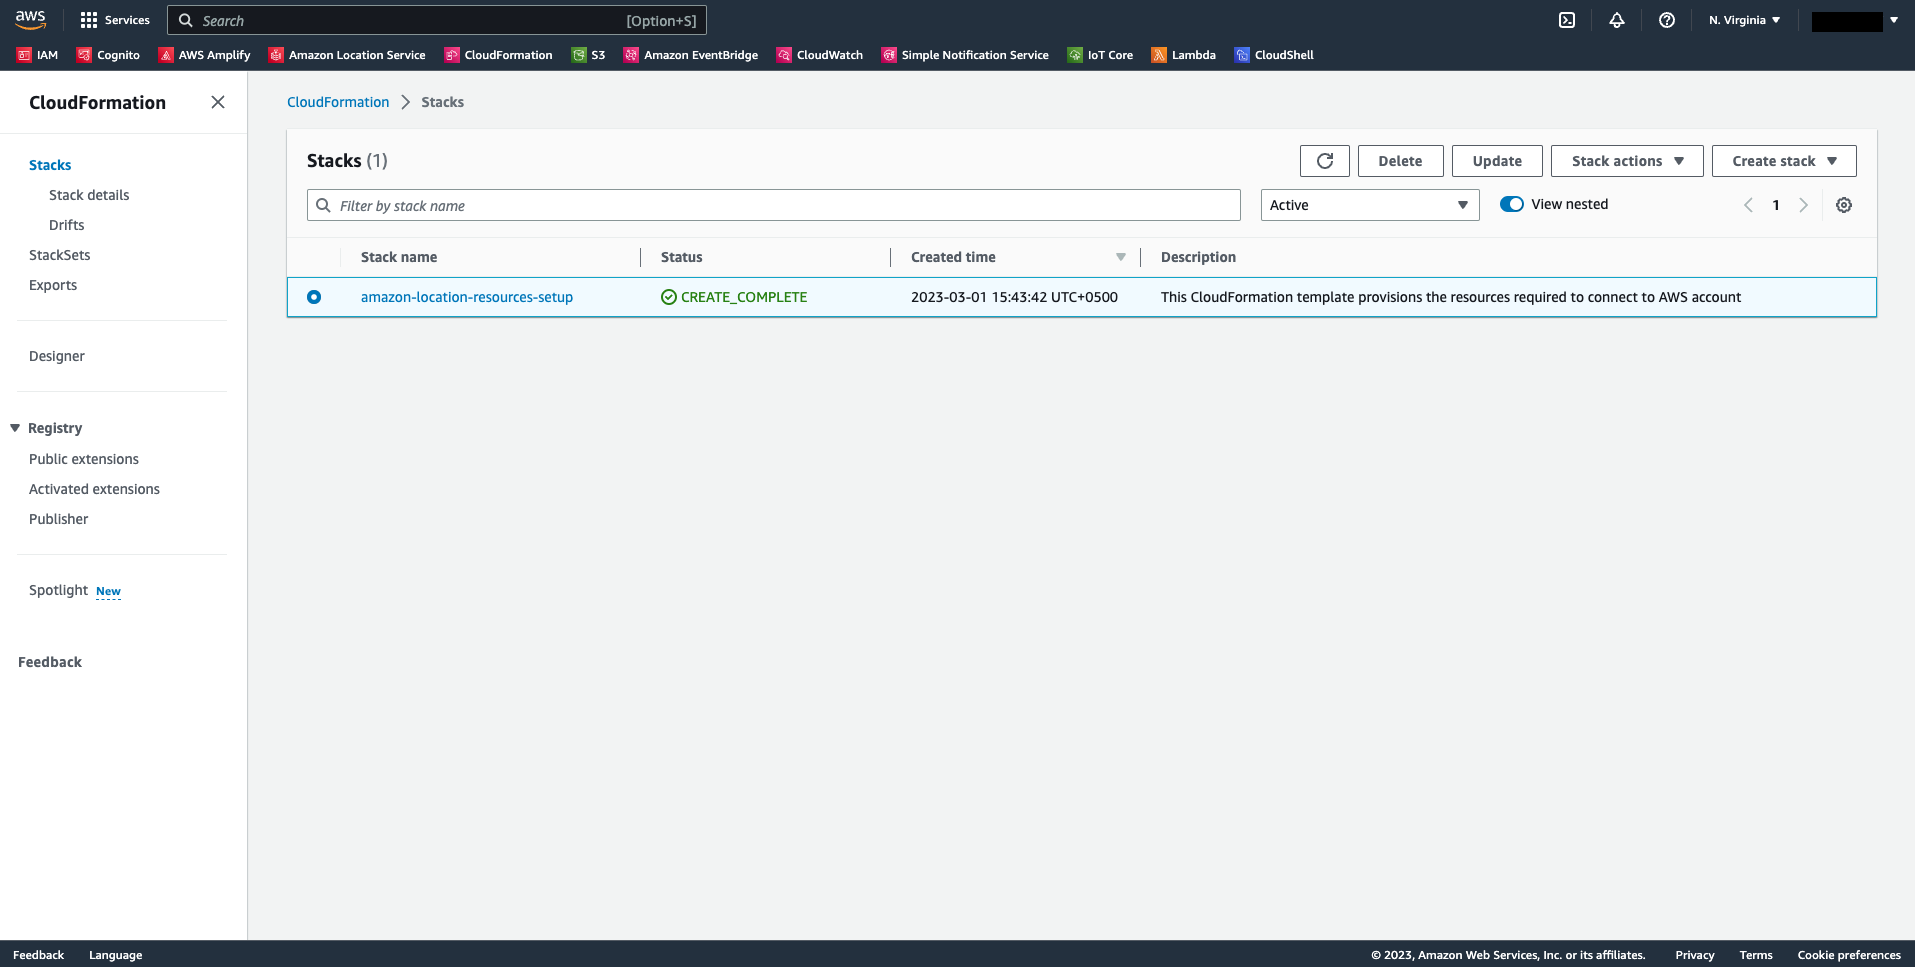 aws
Services
Search [Option+S]
N. Virginia
IAM Cognito AWS Amplify Amazon Location Service CloudFormation S3 Amazon EventBridge CloudWatch Simple Notification Service IoT Core Lambda CloudShell
CloudFormation
Stacks
Stack details
Drifts
StackSets
Exports
Designer
Registry
Public extensions
Activated extensions
Publisher
Spotlight New
Feedback
CloudFormation Stacks
Stacks (1)
Delete Update Stack actions Create stack
Filter by stack name Active View nested 1
Stack name Status Created time Description
amazon-location-resources-setup CREATE_COMPLETE 2023-03-01 15:43:42 UTC+0500 This CloudFormation template provisions the resources required to connect to AWS account
Feedback Language © 2023, Amazon Web Services, Inc. or its affiliates. Privacy Terms Cookie preferences